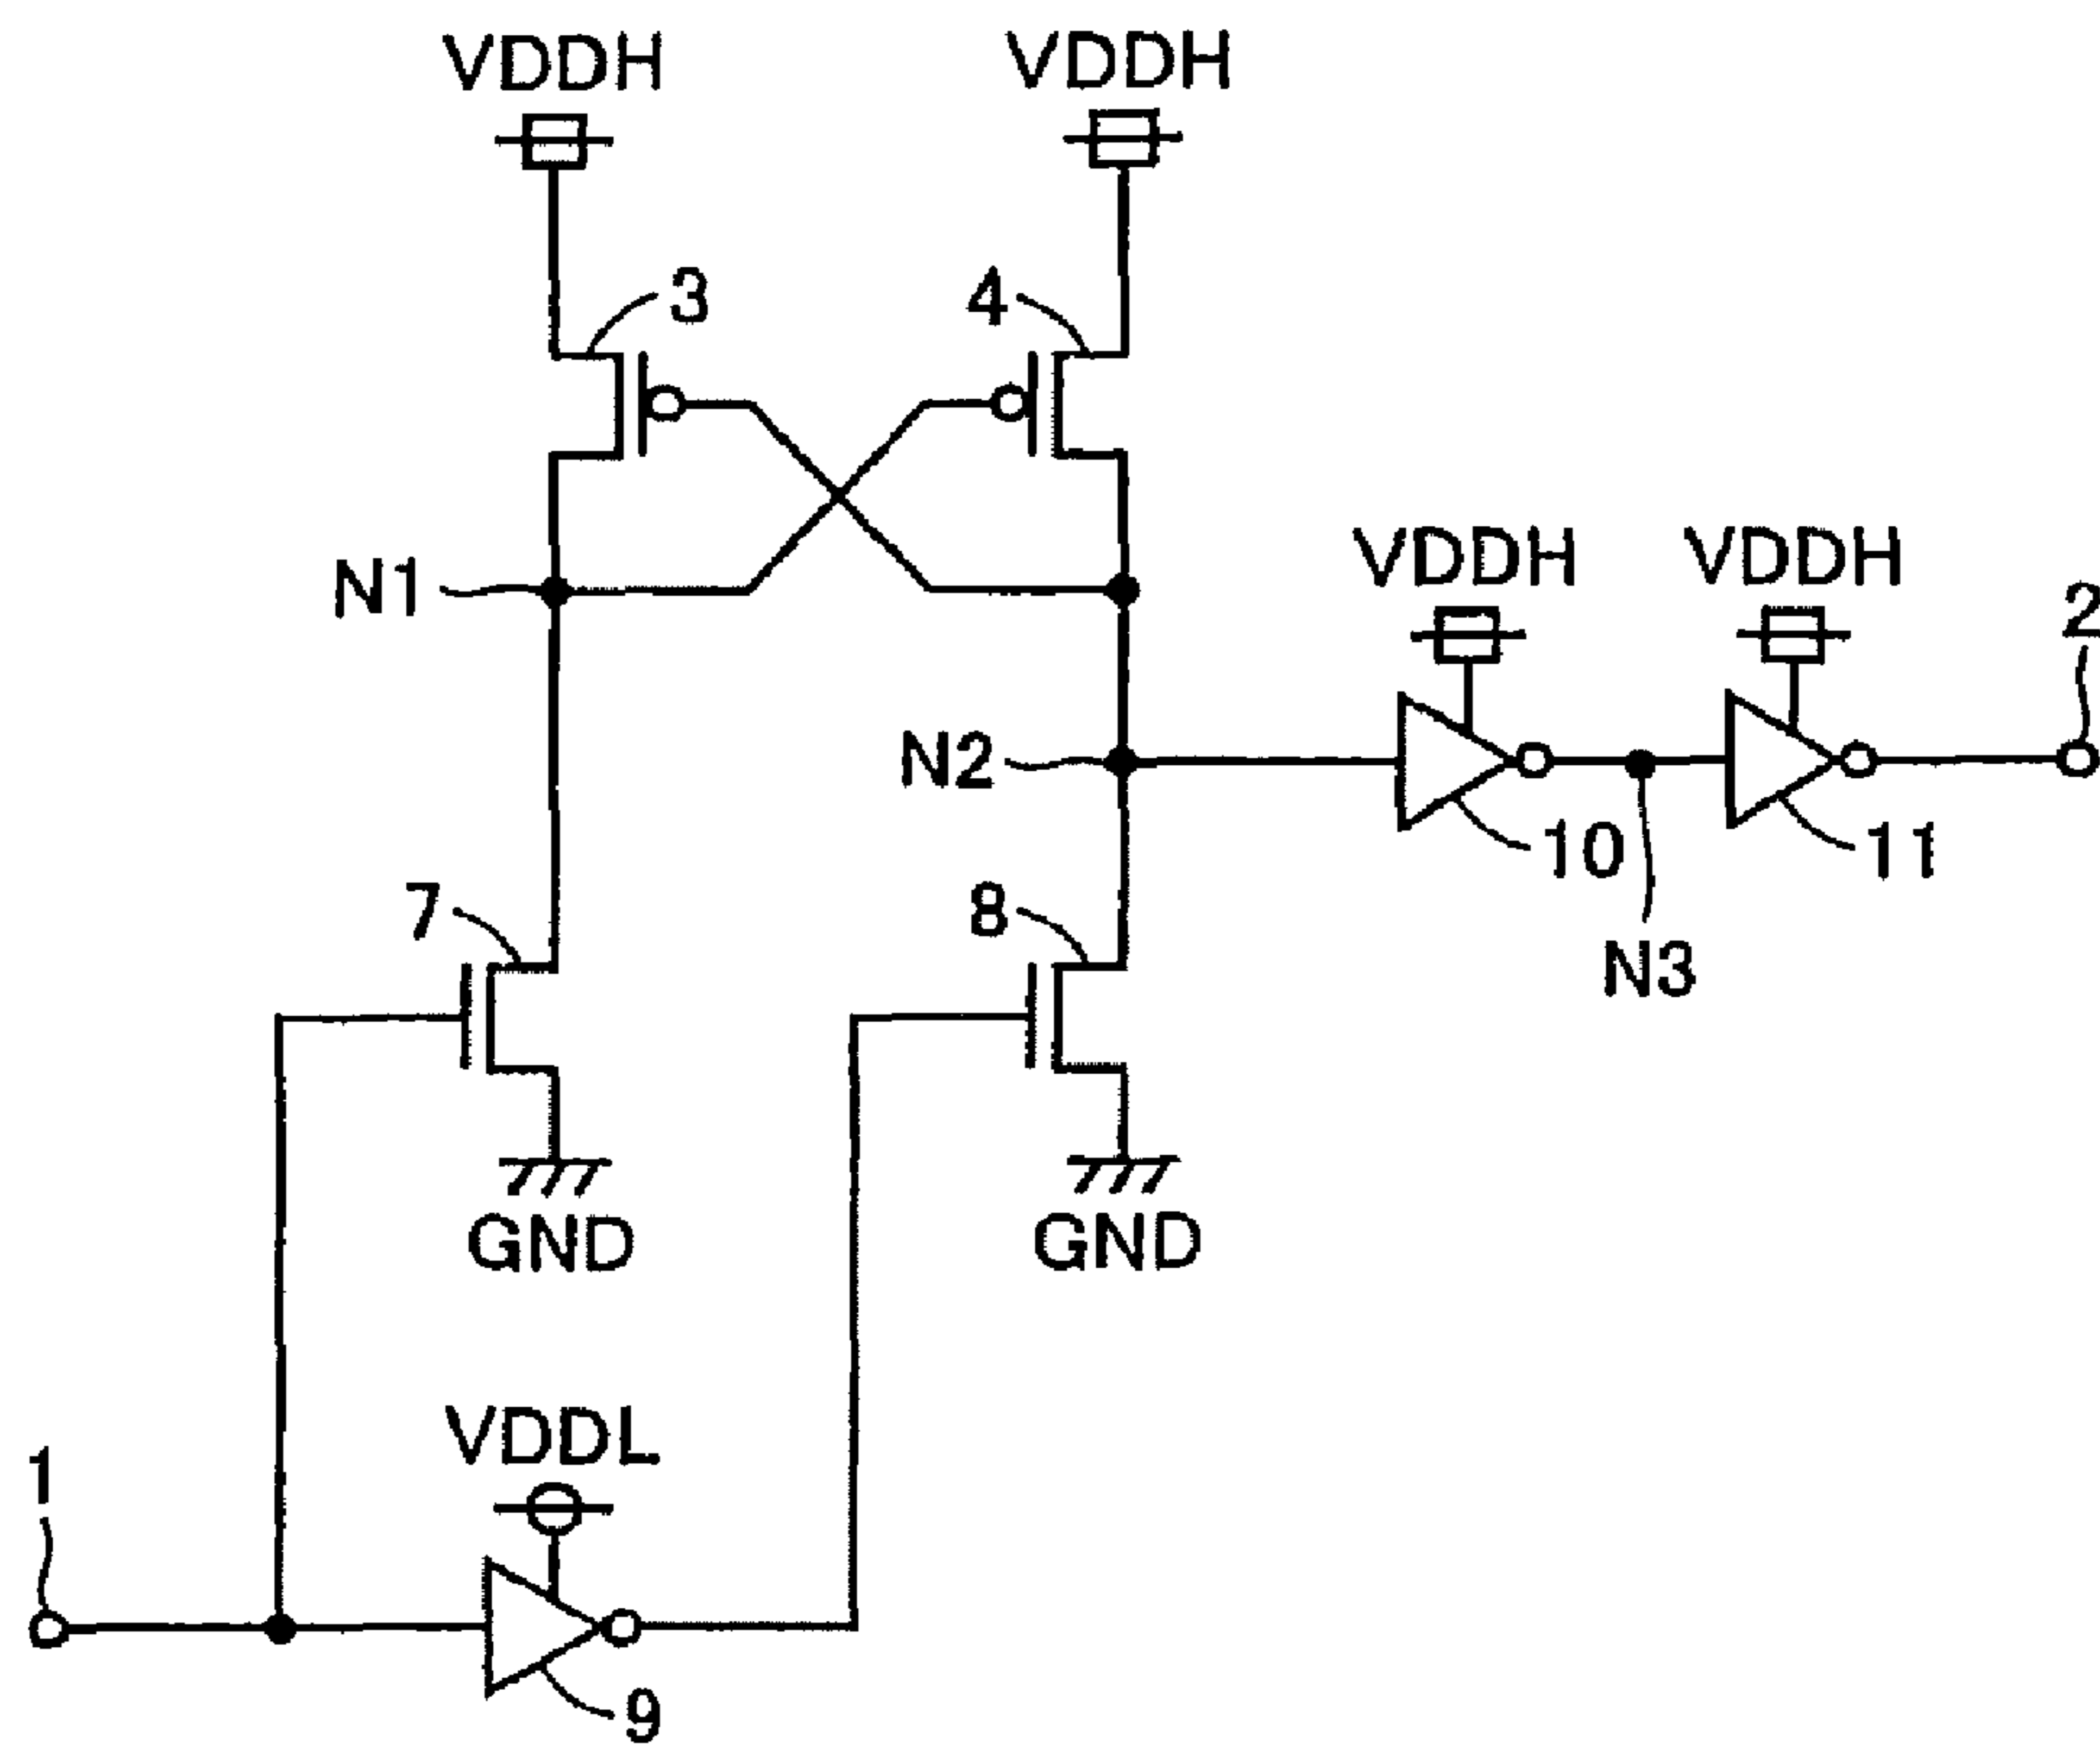 VDDH VDDH
3 4
N1
VDDH VDDH 2
N2
10 11
7 8
N3
GND GND
VDDL
1
9